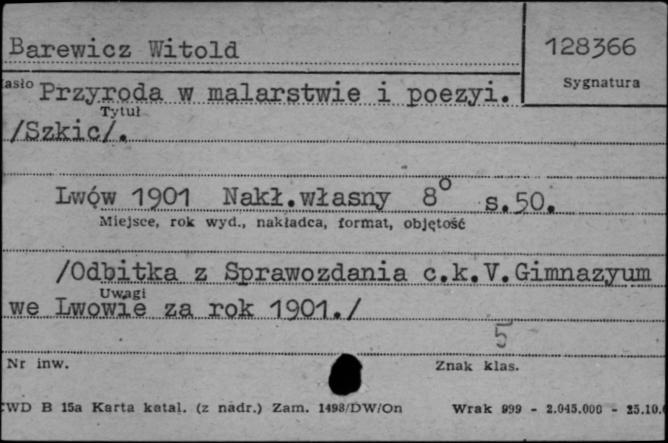 Barewicz Witold
128366
Sygnatura
asło Przyroda w malarstwie i poezyi.
Tytuł
/Szkic/.
Lwów 1901 Nakł.własny 8° s.50.
Miejsce, rok wyd., nakładca, format, objętość
/Odbitka z Sprawozdania c.k.V.Gimnazyum
Uwagi
we Lwowie za rok 1901./
5
Nr inw.
Znak klas.
CWD B 15a Karta katal. (z nadr.) Zam. 1498/DW/On Wrak 999 - 2.045.000 - 25.10.